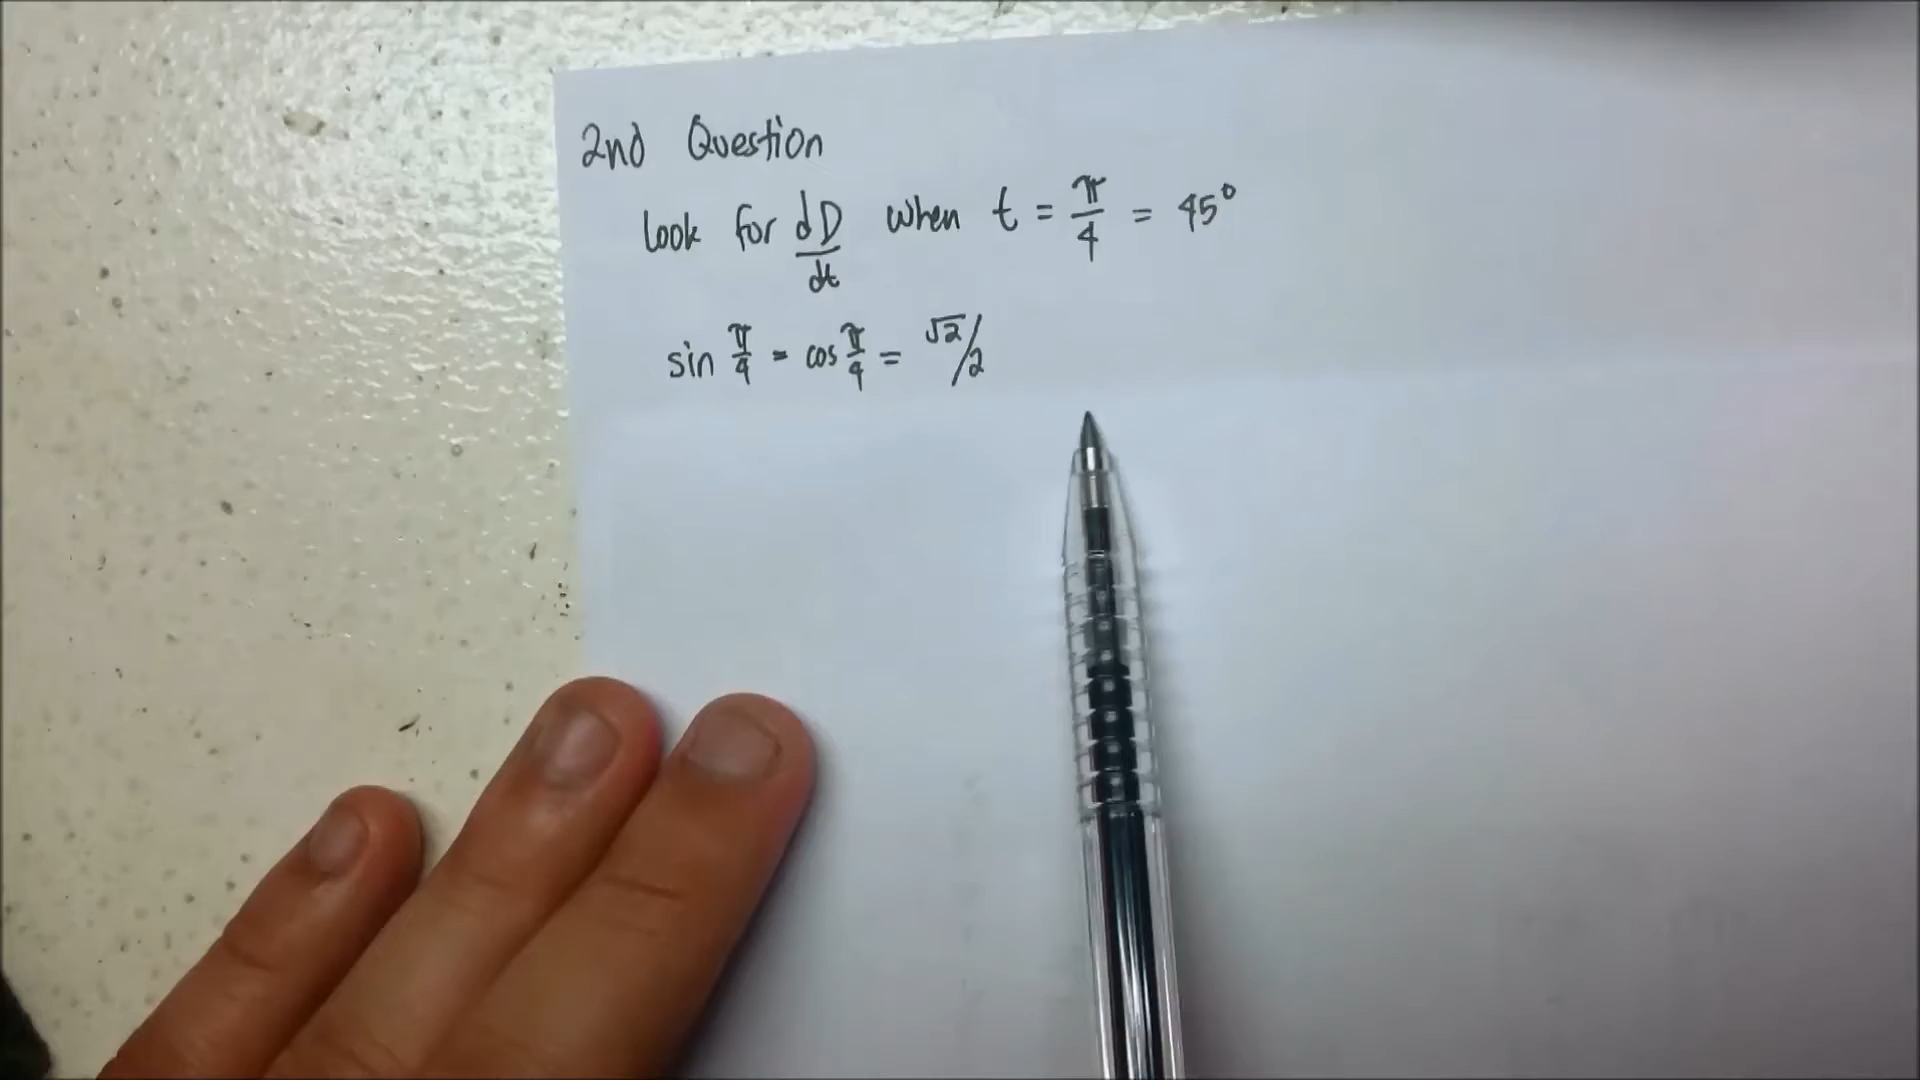 2nd Question
Look for dD/dt when t = π/4 = 45°
sin π/4 = cos π/4 = √2/2